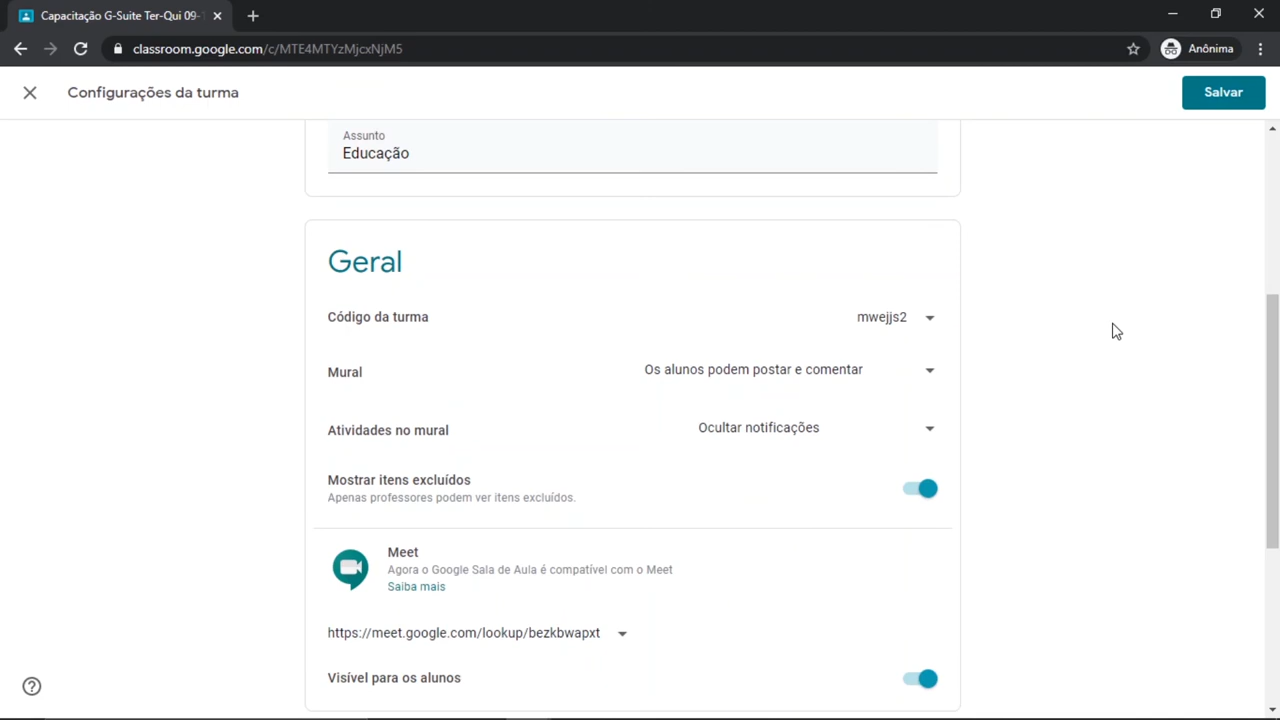 Capacitação G-Suite Ter-Qui 09-
classroom.google.com/c/MTE4MTYzMjcxNjM5
Anônima
Configurações da turma
Salvar
Assunto
Educação
Geral
Código da turma
mwejjs2
Mural
Os alunos podem postar e comentar
Atividades no mural
Ocultar notificações
Mostrar itens excluídos
Apenas professores podem ver itens excluídos.
Meet
Agora o Google Sala de Aula é compatível com o Meet
Saiba mais
https://meet.google.com/lookup/bezkbwapxt
Visível para os alunos